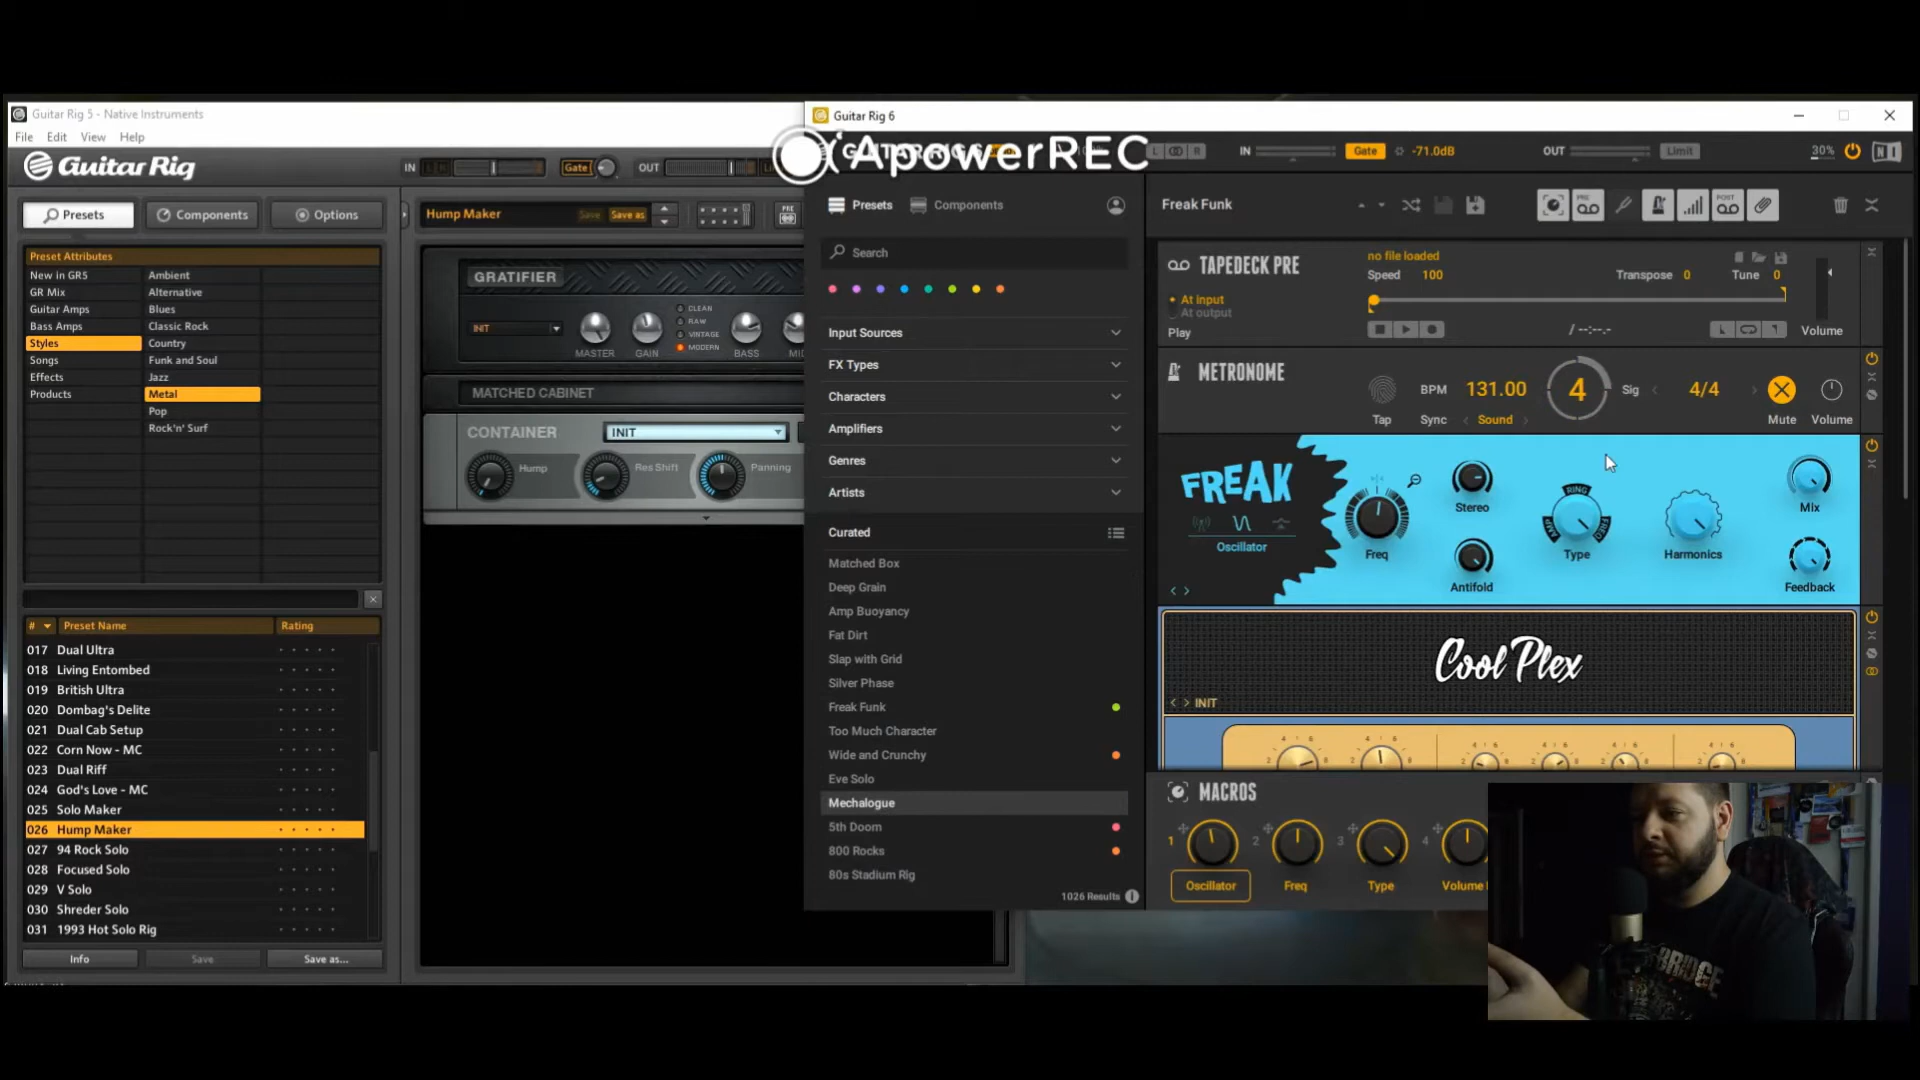 Guitar Rig 5 - Native Instruments
File Edit View Help
Guitar Rig
IN
Gate
OUT
Presets
Components
Options
Hump Maker
Save
Save as
PRE
Preset Attributes
New in GR5
Ambient
GR Mix
Alternative
Guitar Amps
Blues
Bass Amps
Classic Rock
Styles
Country
Songs
Funk and Soul
Effects
Jazz
Products
Metal
Pop
Rock'n' Surf
# Preset Name Rating
017 Dual Ultra
018 Living Entombed
019 British Ultra
020 Dombag's Delite
021 Dual Cab Setup
022 Corn Now - MC
023 Dual Riff
024 God's Love - MC
025 Solo Maker
026 Hump Maker
027 94 Rock Solo
028 Focused Solo
029 V Solo
030 Shreder Solo
031 1993 Hot Solo Rig
Info
Save
Save as...
GRATIFIER
INIT
MASTER
GAIN
CLEAN
RAW
VINTAGE
MODERN
BASS
MATCHED CABINET
CONTAINER
INIT
Hump
Res Shift
Panning
Guitar Rig 6
ApowerREC
L R
IN
Gate
-71.0dB
OUT
Limit
30%
Presets
Components
Search
Input Sources
FX Types
Characters
Amplifiers
Genres
Artists
Curated
Matched Box
Deep Grain
Amp Buoyancy
Fat Dirt
Slap with Grid
Silver Phase
Freak Funk
Too Much Character
Wide and Crunchy
Eve Solo
Mechalogue
5th Doom
800 Rocks
80s Stadium Rig
1026 Results
Freak Funk
PRE
POST
TAPEDECK PRE
no file loaded
Speed 100
Transpose 0
Tune 0
At input
At output
Play
/ --:--.-
Volume
METRONOME
Tap
BPM 131.00
Sync
Sound
4
Sig
4/4
Mute
Volume
FREAK
Oscillator
Freq
Stereo
Antifold
RING
AMP
FREQ
Type
Harmonics
Mix
Feedback
Cool Plex
INIT
MACROS
1
2
3
4
Oscillator
Freq
Type
Volume